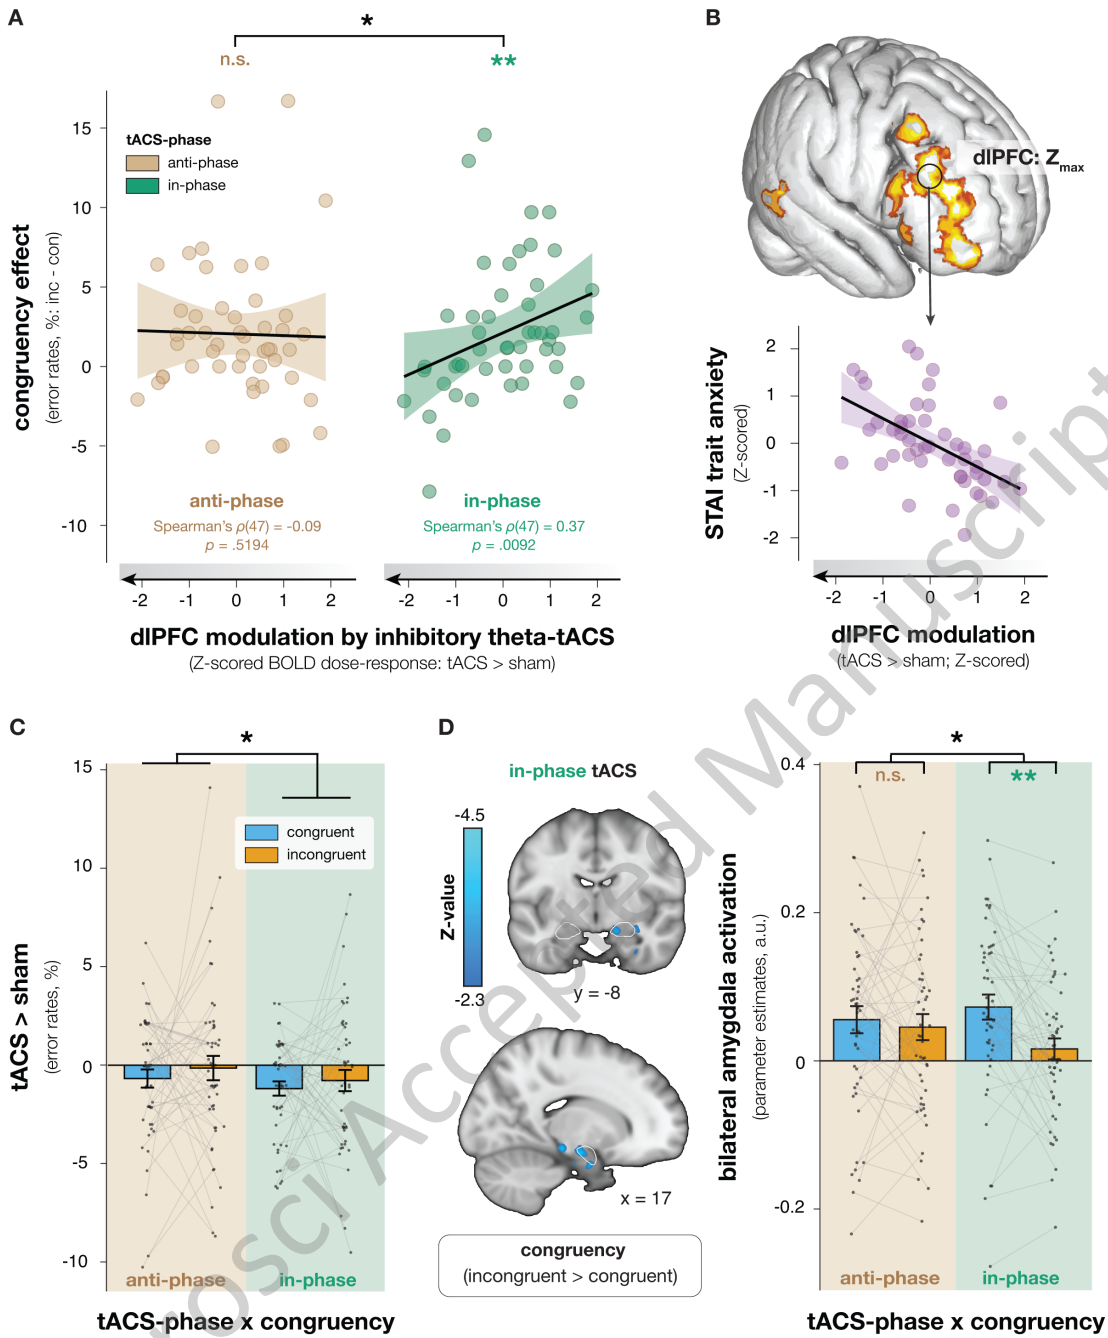 A
*
n.s.
**
15
10
5
0
-5
-10
congruency effect
(error rates, %: inc - con)
tACS-phase
anti-phase
in-phase
anti-phase
Spearman's ρ(47) = -0.09
p = .5194
in-phase
Spearman's ρ(47) = 0.37
p = .0092
-2 -1 0 1 2
-2 -1 0 1 2
dlPFC modulation by inhibitory theta-tACS
(Z-scored BOLD dose-response: tACS > sham)
B
dlPFC: Zmax
2
1
0
-1
-2
STAI trait anxiety
(Z-scored)
-2 -1 0 1 2
dlPFC modulation
(tACS > sham; Z-scored)
C
*
15
10
5
0
-5
-10
tACS > sham
(error rates, %)
congruent
incongruent
anti-phase
in-phase
tACS-phase x congruency
D
in-phase tACS
-4.5
Z-value
-2.3
y = -8
x = 17
congruency
(incongruent > congruent)
*
n.s.
**
0.4
0.2
0
-0.2
bilateral amygdala activation
(parameter estimates, a.u.)
anti-phase
in-phase
tACS-phase x congruency
rosci Accepted Manuscript